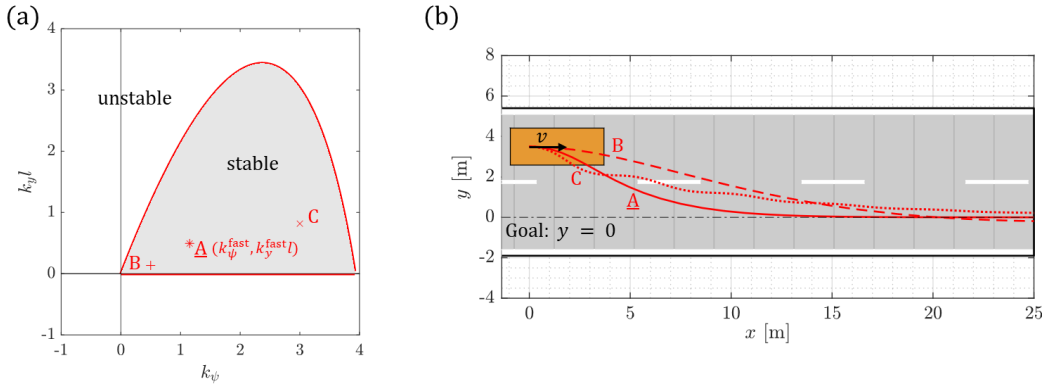 (a)
4
3
2
1
0
-1
-1
0
1
2
3
4
k_y l
k_ψ
unstable
stable
C
×
B +
*A (k_ψ^fast, k_y^fast l)
(b)
8
6
4
2
0
-2
-4
0
5
10
15
20
25
y [m]
x [m]
v
B
C
A
Goal: y = 0